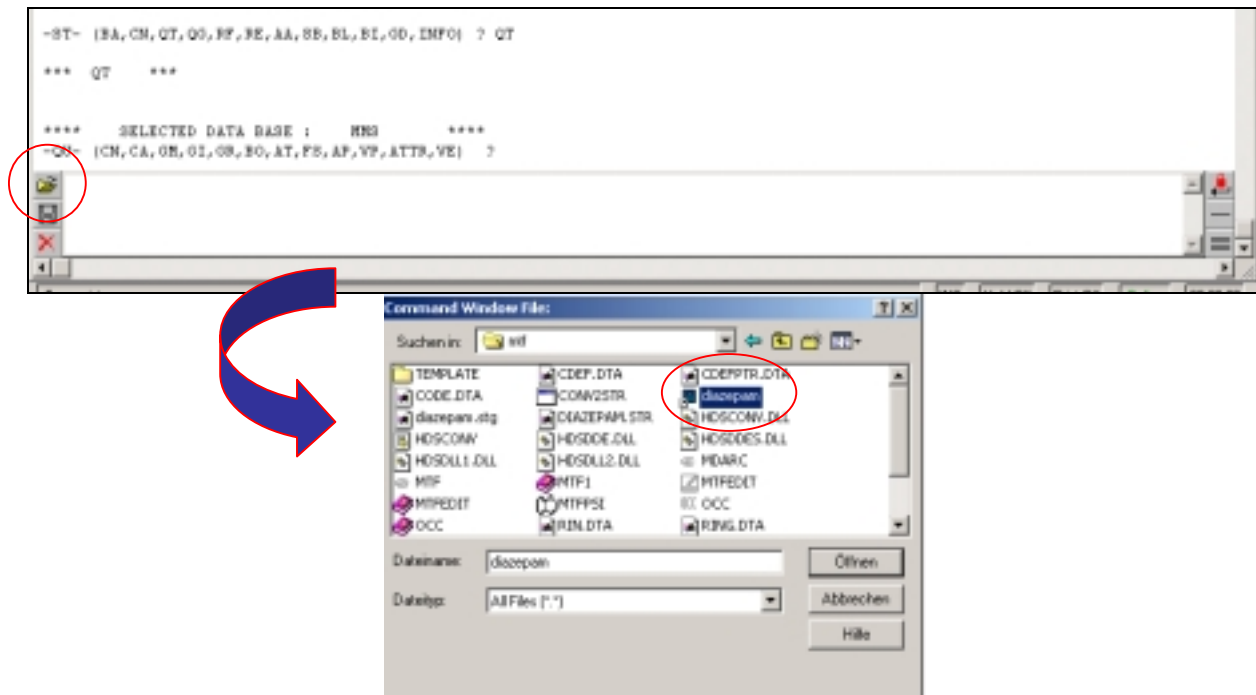 -ST- (BA,CN,QT,QG,RF,RE,AA,SB,BL,BI,GD,INFO) ? QT
*** QT ***
**** SELECTED DATA BASE : MMS ****
-QU- (CN,CA,GM,GI,GR,BO,AT,FS,AP,VP,ATTR,VE) ?
Command Window File:
Suchen in: mtf
TEMPLATE CDEF.DTA CDEFPTR.DTA
CODE.DTA CONV2STR diazepam
diazepam.stg DIAZEPAM.STR HDSCONV.DLL
HDSCONV HDSDDE.DLL HDSDDES.DLL
HDSDLL1.DLL HDSDLL2.DLL MDARC
MTF MTF1 MTFEDIT
MTFEDIT MTFPSI OCC
OCC RIN.DTA RING.DTA
Dateiname: diazepam Öffnen
Dateityp: All Files (*.*) Abbrechen
Hilfe